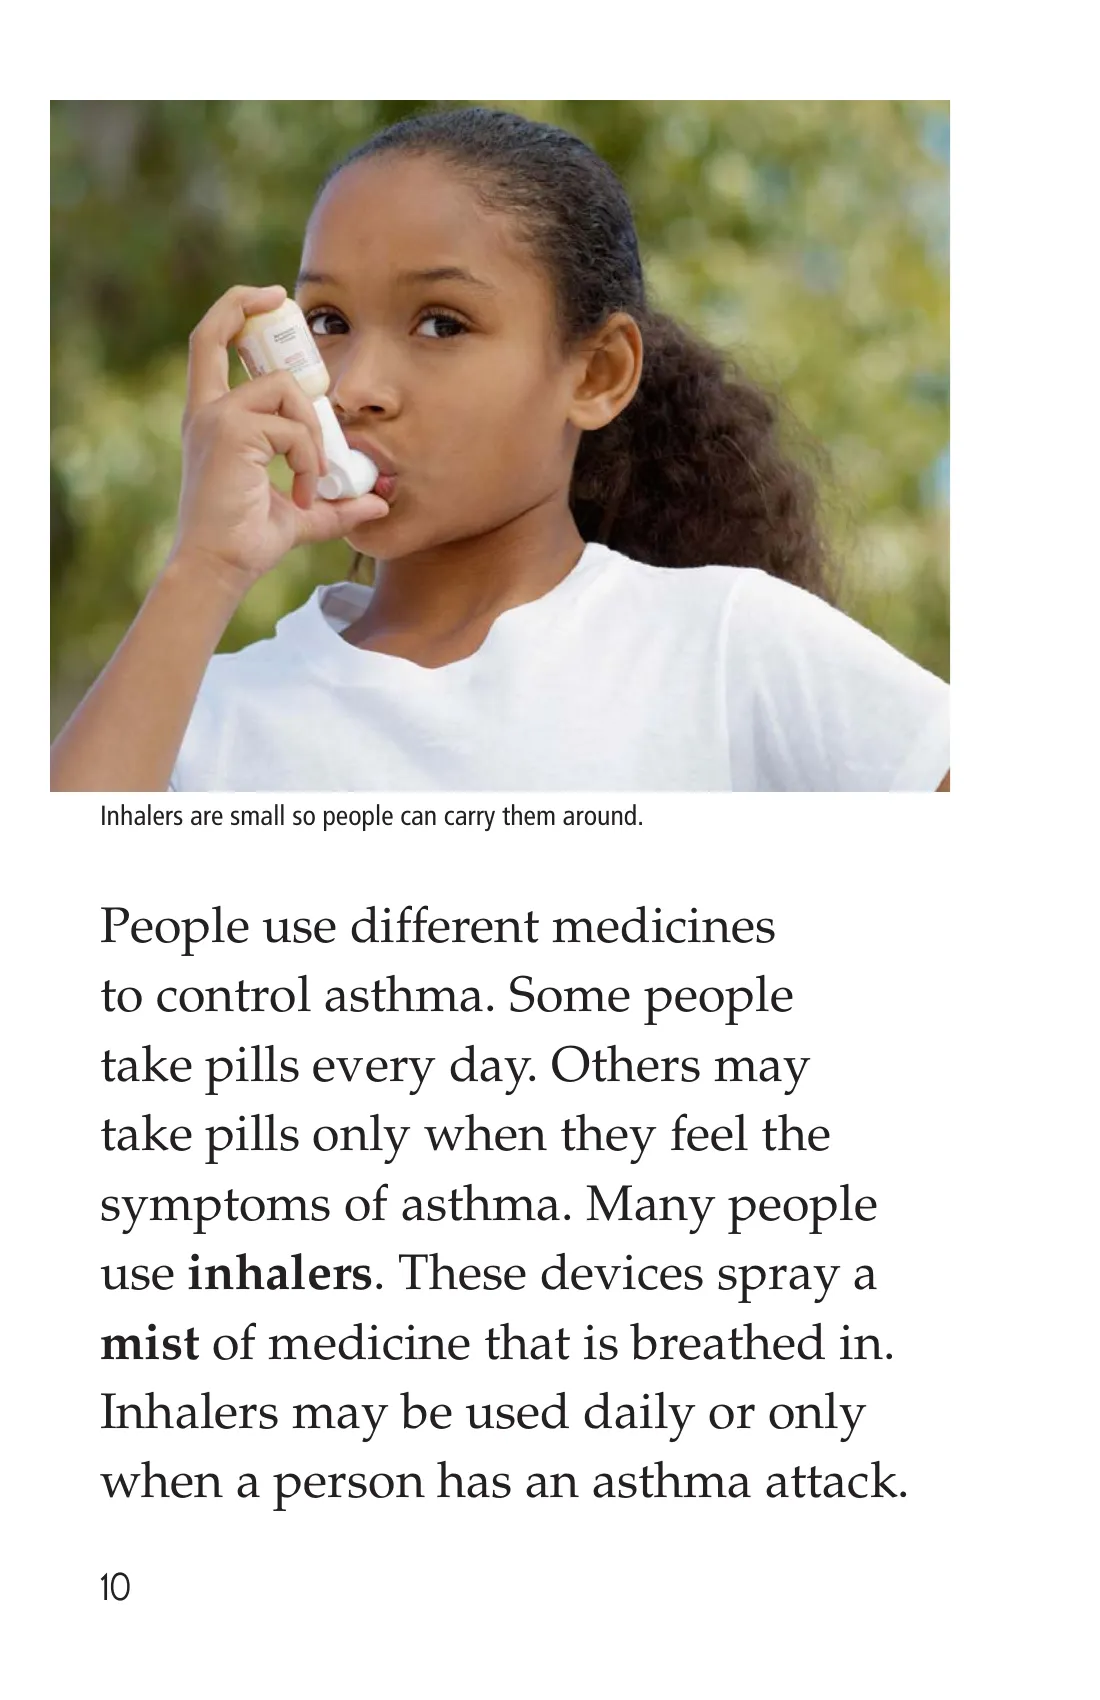 Inhalers are small so people can carry them around.
People use different medicines
to control asthma. Some people
take pills every day. Others may
take pills only when they feel the
symptoms of asthma. Many people
use inhalers. These devices spray a
mist of medicine that is breathed in.
Inhalers may be used daily or only
when a person has an asthma attack.
10